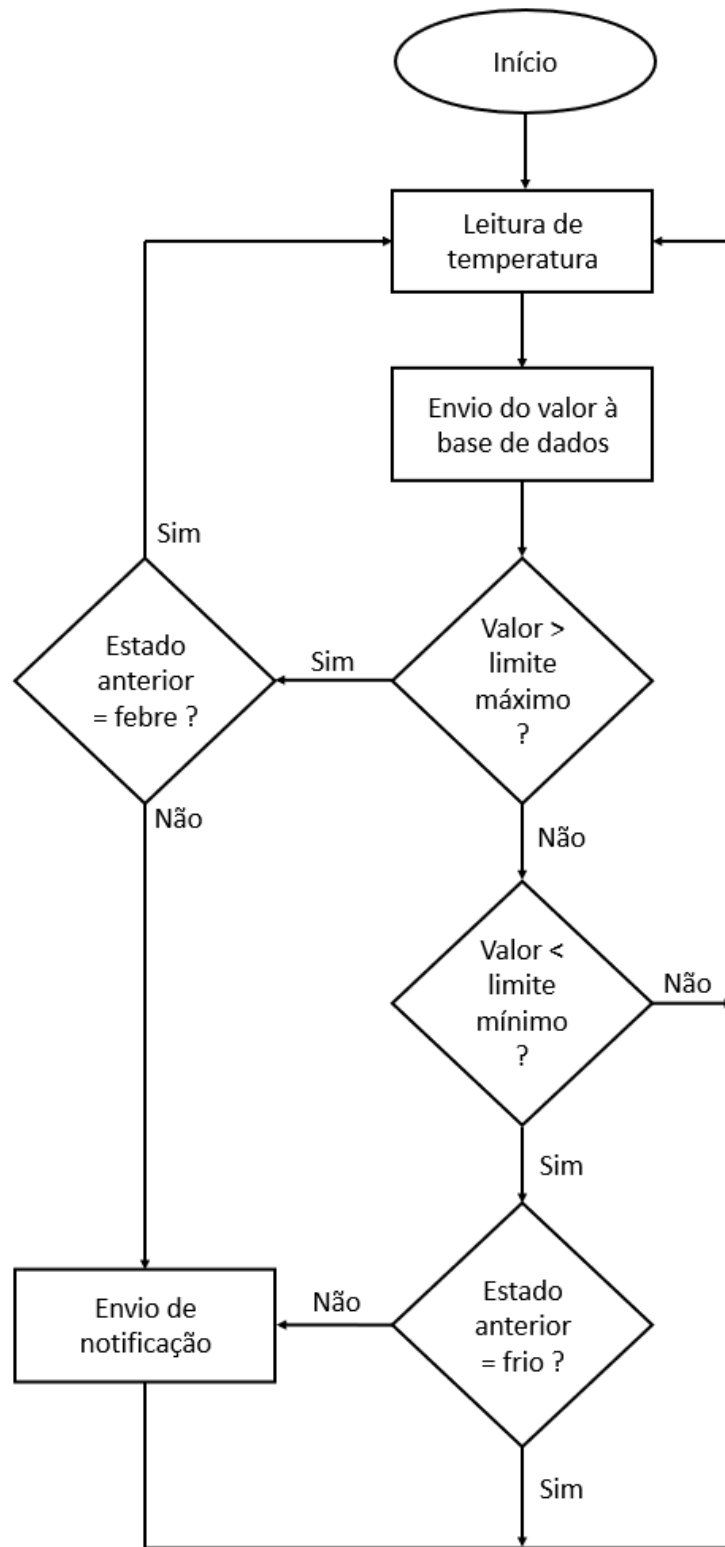 Início
Leitura de
temperatura
Envio do valor à
base de dados
Sim
Estado
anterior
= febre ?
Sim
Valor >
limite
máximo
?
Não
Não
Valor <
limite
mínimo
?
Não
Sim
Envio de
notificação
Não
Estado
anterior
= frio ?
Sim